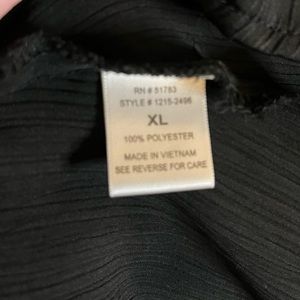 RN # 51783
STYLE # 1215-2496
XL
100% POLYESTER
MADE IN VIETNAM
SEE REVERSE FOR CARE